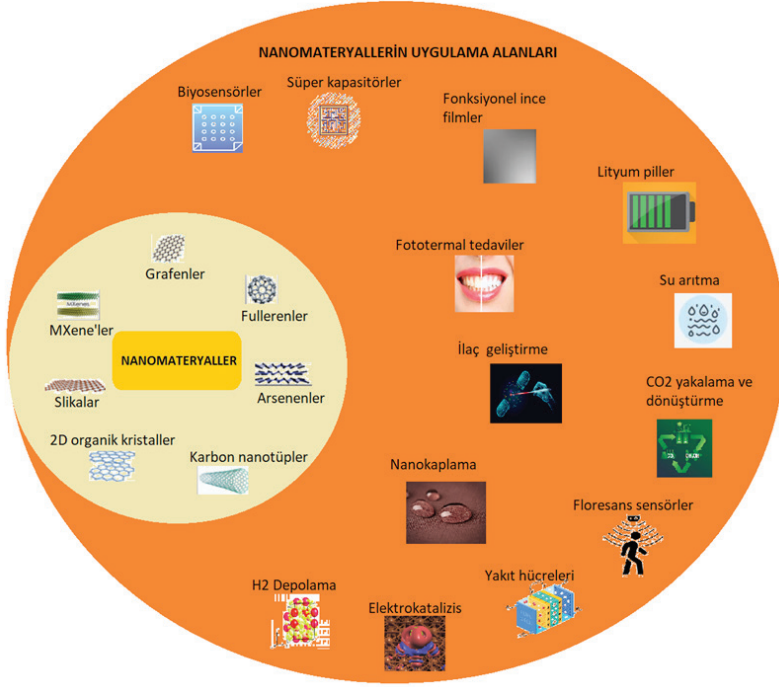 NANOMATERYALLERİN UYGULAMA ALANLARI
Biyosensörler
Süper kapasitörler
Fonksiyonel ince
filmler
Lityum piller
Fototermal tedaviler
Su arıtma
İlaç geliştirme
CO2 yakalama ve
dönüştürme
Nanokaplama
Floresans sensörler
Yakıt hücreleri
H2 Depolama
Elektrokatalizis
Grafenler
Fullerenler
MXenes
MXene'ler
NANOMATERYALLER
Slikalar
Arsenenler
2D organik kristaller
Karbon nanotüpler